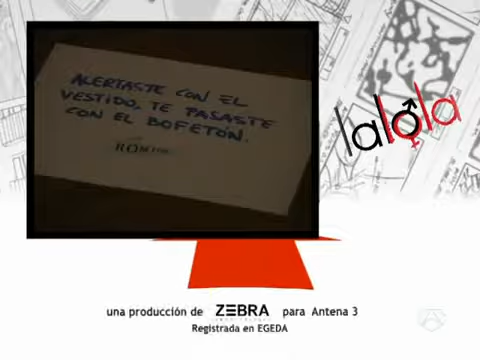 ALERTASTE CON EL
VESTIDO, TE PASASTE
CON EL BOFETÓN.
lalola
una producción de ZEBRA para Antena 3
Registrada en EGEDA